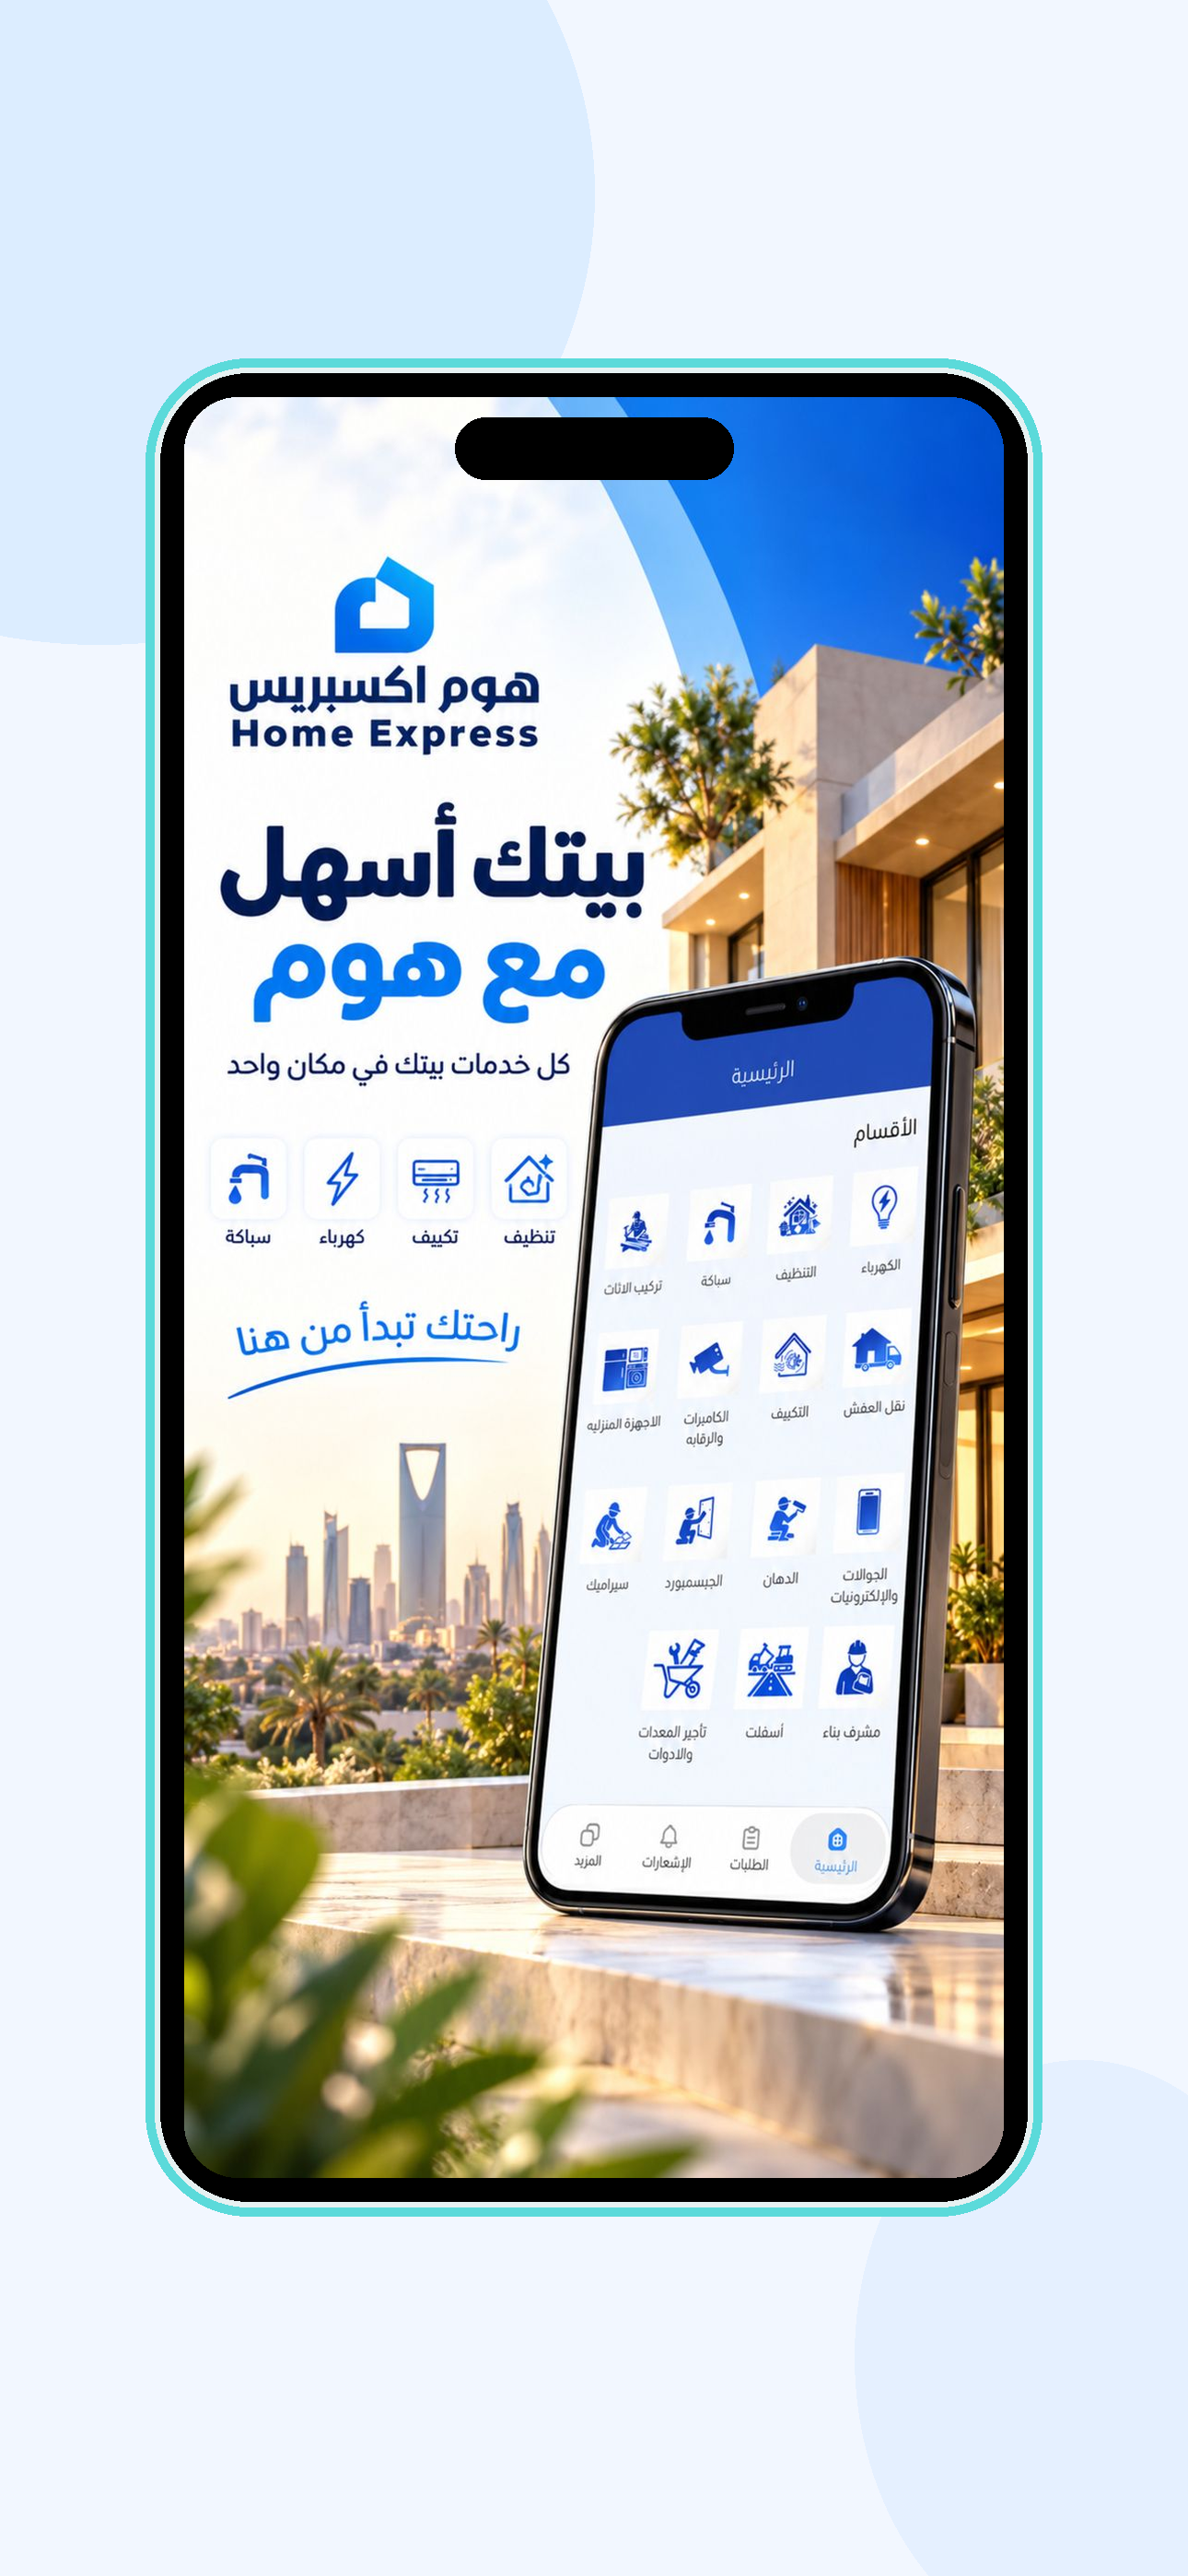 هوم اكسبريس
Home Express
بيتك أسهل
مع هوم
كل خدمات بيتك في مكان واحد
تنظيف
تكييف
كهرباء
سباكة
راحتك تبدأ من هنا
الرئيسية
الأقسام
الكهرباء
التنظيف
سباكة
تركيب الاثاث
نقل العفش
التكييف
الكاميرات
والرقابه
الاجهزة المنزليه
الجوالات
والإلكترونيات
الدهان
الجبسمبورد
سيراميك
مشرف بناء
أسفلت
تأجير المعدات
والادوات
الرئيسية
الطلبات
الإشعارات
المزيد